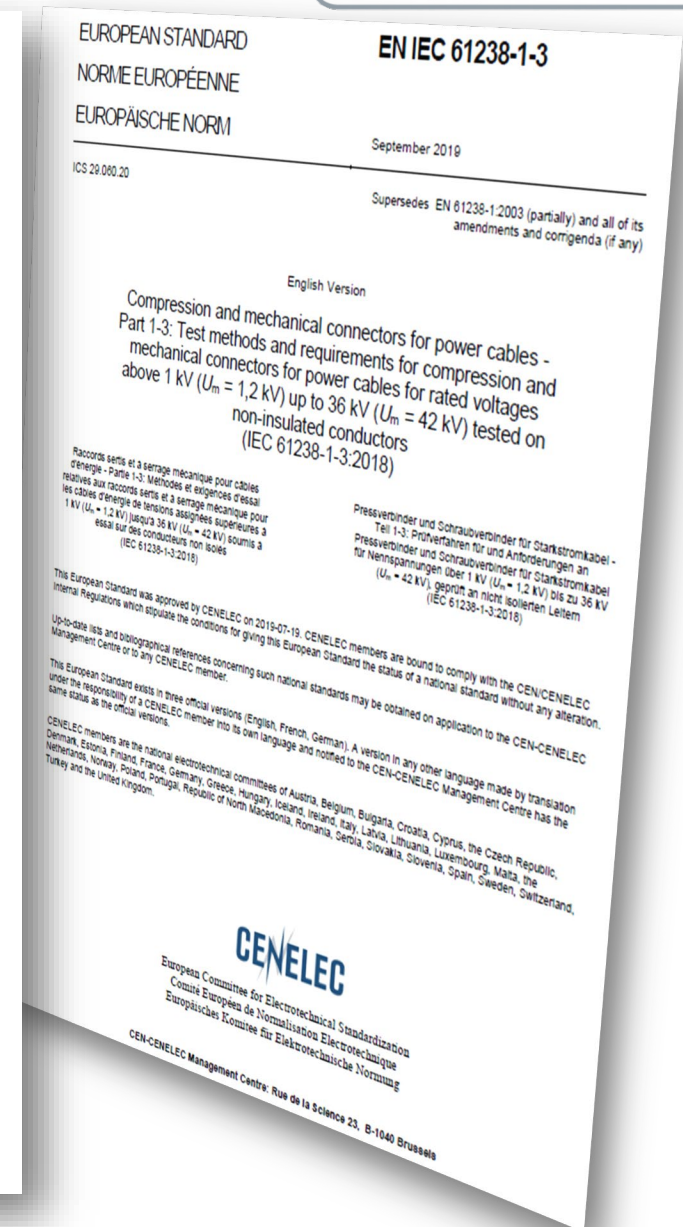 EUROPEAN STANDARD
EN IEC 61238-1-3
NORME EUROPÉENNE
EUROPÄISCHE NORM
September 2019
ICS 29.060.20
Supersedes EN 61238-1:2003 (partially) and all of its
amendments and corrigenda (if any)
English Version
Compression and mechanical connectors for power cables -
Part 1-3: Test methods and requirements for compression and
mechanical connectors for power cables for rated voltages
above 1 kV (Um = 1,2 kV) up to 36 kV (Um = 42 kV) tested on
non-insulated conductors
(IEC 61238-1-3:2018)
Raccords sertis et a serrage mécanique pour câbles
d'énergie - Partie 1-3: Méthodes et exigences d'essai
relatives aux raccords sertis et à serrage mécanique pour
les câbles d'énergie de tensions assignées supérieures à
1 kV (Um = 1,2 kV) jusqu'à 36 kV (Um = 42 kV) soumis à
essai sur des conducteurs non isolés
(IEC 61238-1-3:2018)
Pressverbinder und Schraubverbinder für Starkstromkabel -
Teil 1-3: Prüfverfahren für und Anforderungen an
Pressverbinder und Schraubverbinder für Starkstromkabel
für Nennspannungen über 1 kV (Um = 1,2 kV) bis zu 36 kV
(Um = 42 kV), geprüft an nicht isolierten Leitern
(IEC 61238-1-3:2018)
This European Standard was approved by CENELEC on 2019-07-19. CENELEC members are bound to comply with the CEN/CENELEC
Internal Regulations which stipulate the conditions for giving this European Standard the status of a national standard without any alteration.
Up-to-date lists and bibliographical references concerning such national standards may be obtained on application to the CEN-CENELEC
Management Centre or to any CENELEC member.
This European Standard exists in three official versions (English, French, German). A version in any other language made by translation
under the responsibility of a CENELEC member into its own language and notified to the CEN-CENELEC Management Centre has the
same status as the official versions.
CENELEC members are the national electrotechnical committees of Austria, Belgium, Bulgaria, Croatia, Cyprus, the Czech Republic,
Denmark, Estonia, Finland, France, Germany, Greece, Hungary, Iceland, Ireland, Italy, Latvia, Lithuania, Luxembourg, Malta, the
Netherlands, Norway, Poland, Portugal, Republic of North Macedonia, Romania, Serbia, Slovakia, Slovenia, Spain, Sweden, Switzerland,
Turkey and the United Kingdom.
CENELEC
European Committee for Electrotechnical Standardization
Comité Européen de Normalisation Electrotechnique
Europäisches Komitee für Elektrotechnische Normung
CEN-CENELEC Management Centre: Rue de la Science 23, B-1040 Brussels